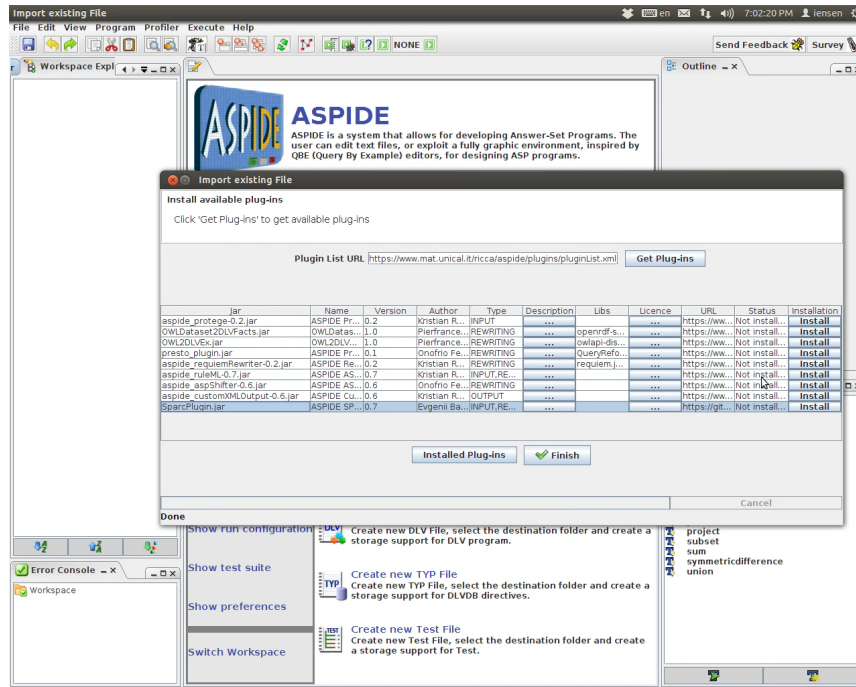 Import existing File
en 7:02:20 PM iensen
File Edit View Program Profiler Execute Help
NONE
Send Feedback Survey
Workspace Expl
Outline
ASPIDE
ASPIDE
ASPIDE is a system that allows for developing Answer-Set Programs. The
user can edit text files, or exploit a fully graphic environment, inspired by
QBE (Query By Example) editors, for designing ASP programs.
Import existing File
Install available plug-ins
Click 'Get Plug-ins' to get available plug-ins
Plugin List URL https://www.mat.unical.it/ricca/aspide/plugins/pluginList.xml Get Plug-ins
Jar Name Version Author Type Description Libs Licence URL Status Installation
aspide_protege-0.2.jar ASPIDE Pr... 0.2 Kristian R... INPUT ... ... https://ww... Not install... Install
OWLDataset2DLVFacts.jar OWLDatas... 1.0 Pierfrance... REWRITING ... openrdf-s... ... https://ww... Not install... Install
OWL2DLVEx.jar OWL2DLV... 1.0 Pierfrance... REWRITING ... owlapi-dis... ... https://ww... Not install... Install
presto_plugin.jar ASPIDE Pr... 0.1 Onofrio Fe... REWRITING ... QueryRefo... ... https://ww... Not install... Install
aspide_requiemRewriter-0.2.jar ASPIDE Re... 0.2 Kristian R... REWRITING ... requiem.j... ... https://ww... Not install... Install
aspide_ruleML-0.7.jar ASPIDE AS... 0.7 Kristian R... INPUT,RE... ... ... https://ww... Not install... Install
aspide_aspShifter-0.6.jar ASPIDE AS... 0.6 Onofrio Fe... REWRITING ... ... https://ww... Not install... Install
aspide_customXMLOutput-0.6.jar ASPIDE Cu... 0.6 Kristian R... OUTPUT ... ... https://ww... Not install... Install
SparcPlugin.jar ASPIDE SP... 0.7 Evgenii Ba... INPUT,RE... ... ... https://git... Not install... Install
Installed Plug-ins Finish
Cancel
Done
Show run configuration
DLV
Create new DLV File, select the destination folder and create a
storage support for DLV program.
project
subset
sum
symmetricdifference
union
Error Console
Workspace
Show test suite
TYP
Create new TYP File
Create new TYP File, select the destination folder and create a
storage support for DLVDB directives.
Show preferences
TEST
Create new Test File
Create new Test File, select the destination folder and create
a storage support for Test.
Switch Workspace